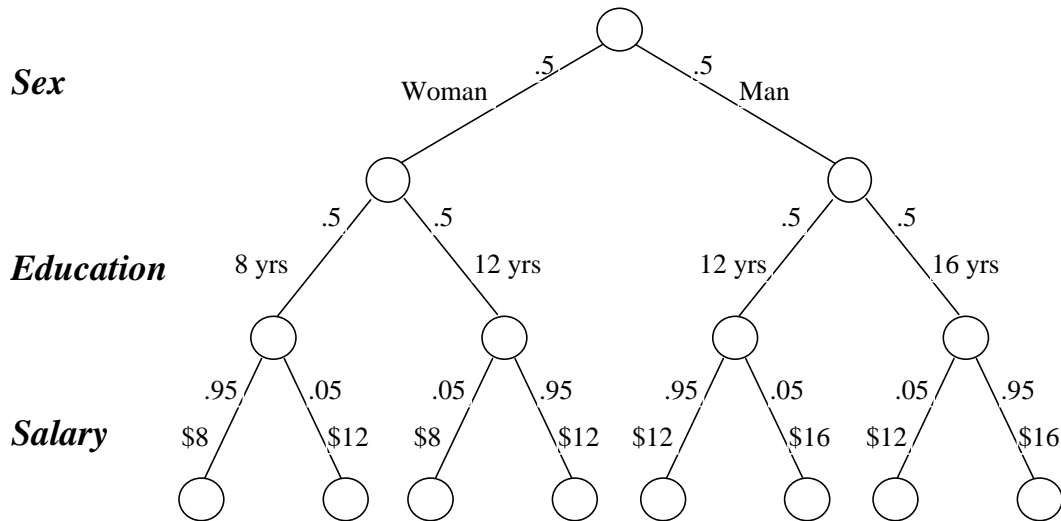 .5 .5
Sex
Woman Man
.5 .5 .5 .5
Education 8 yrs 12 yrs 12 yrs 16 yrs
.95 .05 .05 .95 .95 .05 .05 .95
Salary $8 $12 $8 $12 $12 $16 $12 $16